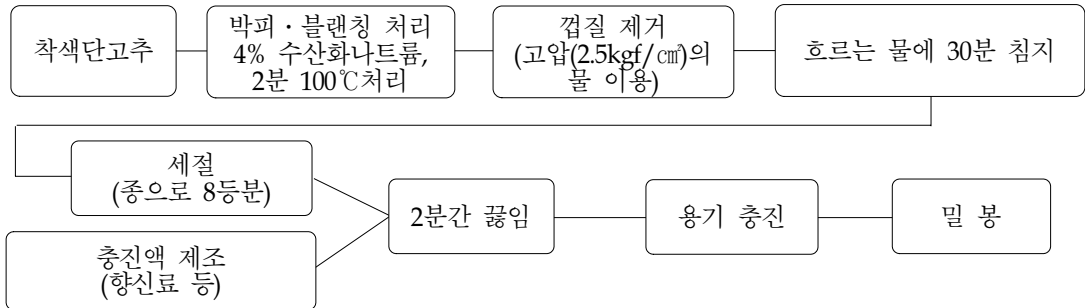 착색단고추
박피·블랜칭 처리
4% 수산화나트륨,
2분 100℃처리
껍질 제거
(고압(2.5kgf/㎠)의
물 이용)
흐르는 물에 30분 침지
세절
(종으로 8등분)
충진액 제조
(향신료 등)
2분간 끓임
용기 충진
밀 봉